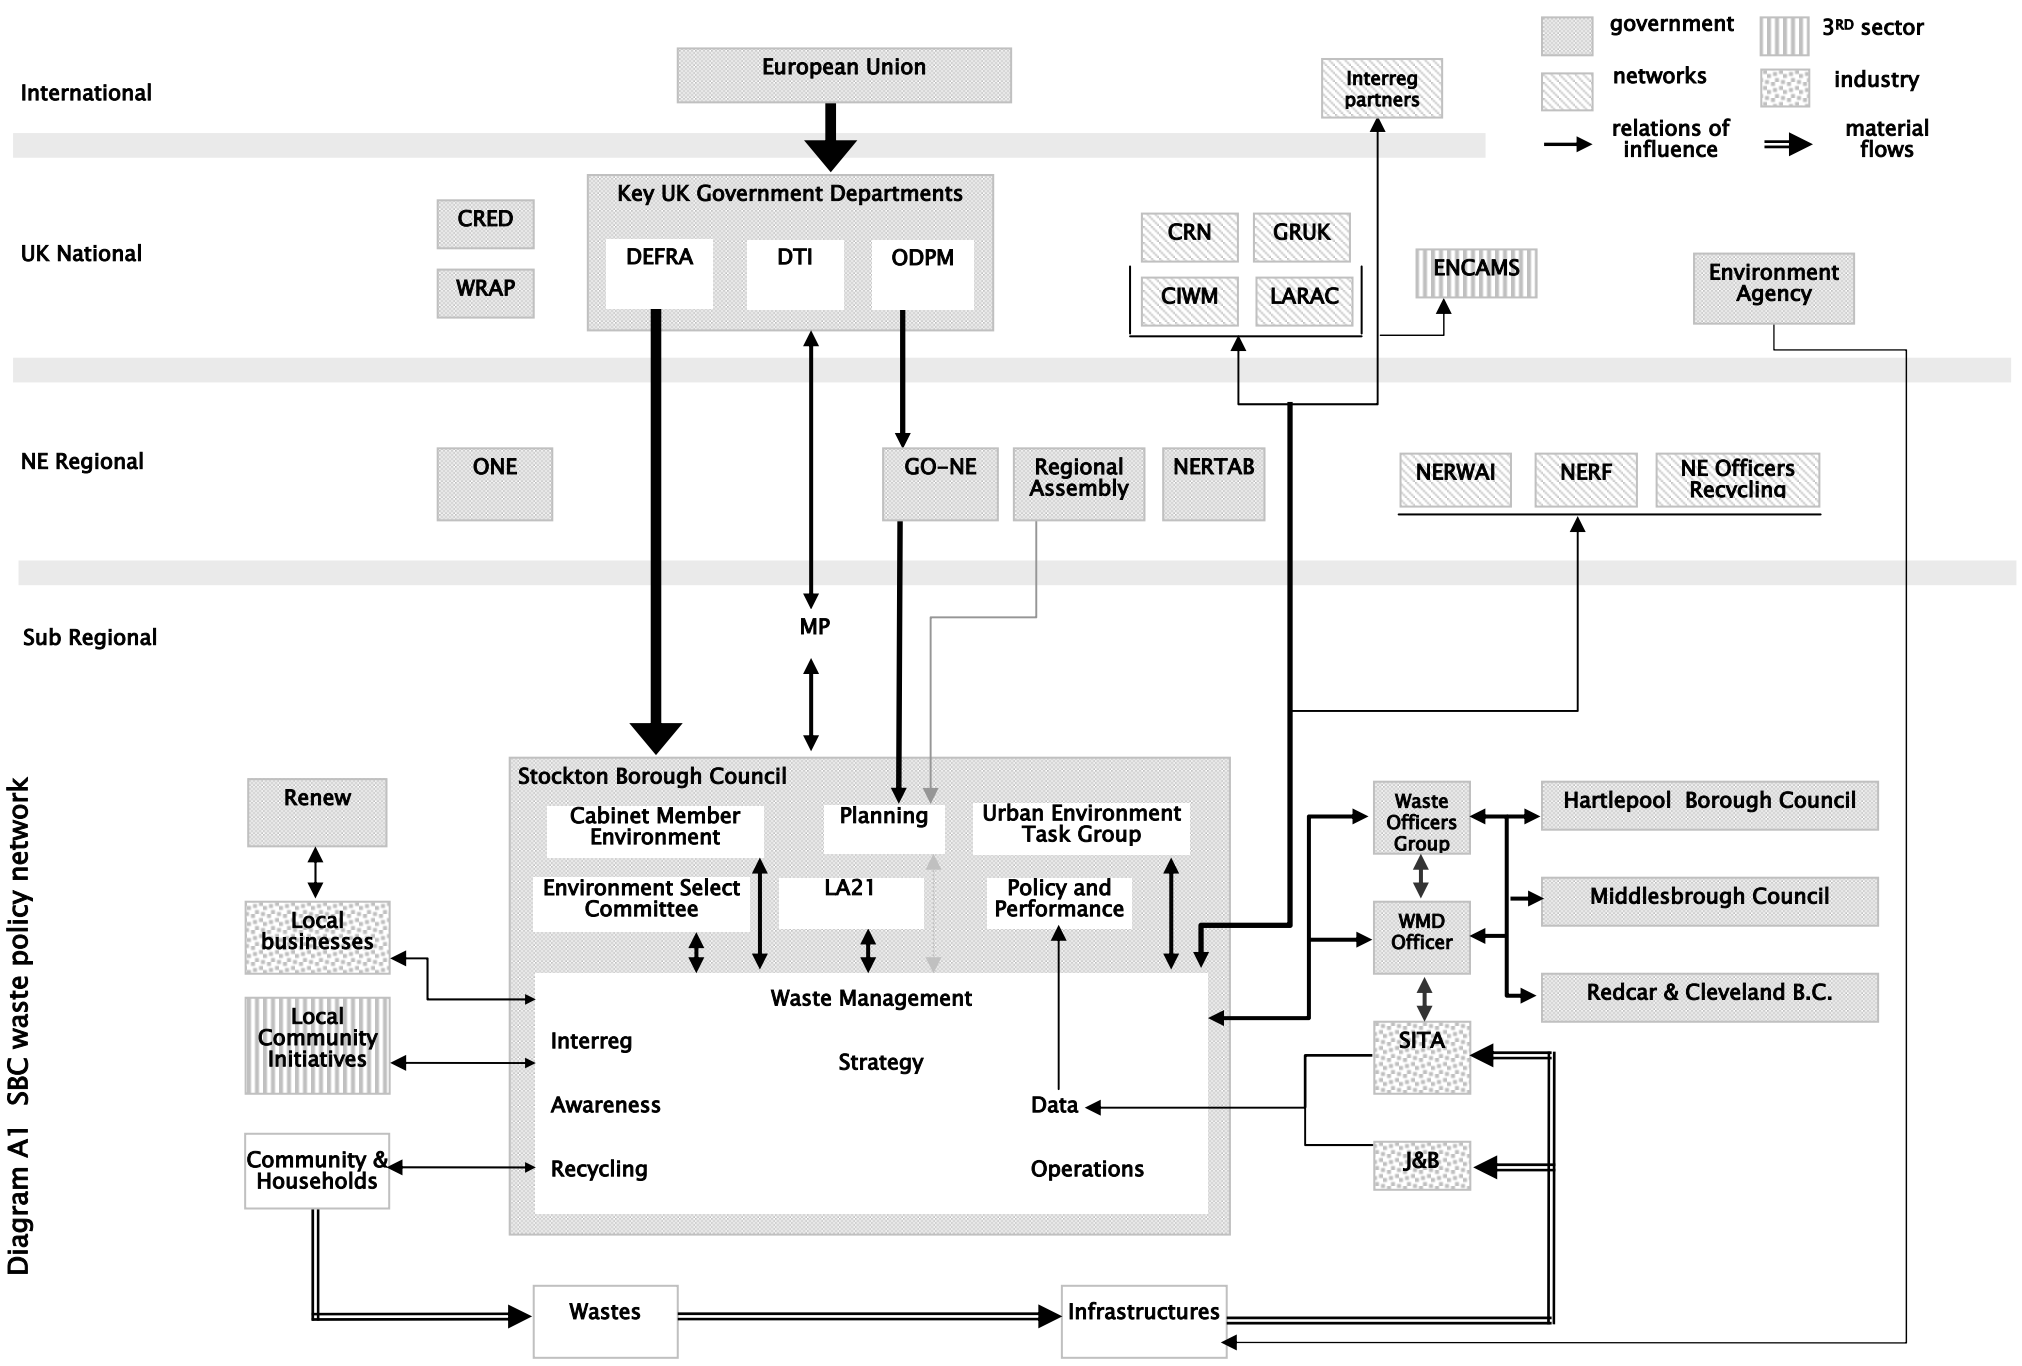 government
3RD sector
networks
industry
relations of
influence
material
flows
International
European Union
Interreg
partners
UK National
CRED
WRAP
Key UK Government Departments
DEFRA
DTI
ODPM
CRN
GRUK
CIWM
LARAC
ENCAMS
Environment
Agency
NE Regional
ONE
GO-NE
Regional
Assembly
NERTAB
NERWAI
NERF
NE Officers
Recycling
Sub Regional
MP
Diagram A1 SBC waste policy network
Renew
Local
businesses
Local
Community
Initiatives
Community &
Households
Stockton Borough Council
Cabinet Member
Environment
Planning
Urban Environment
Task Group
Environment Select
Committee
LA21
Policy and
Performance
Waste Management
Interreg
Strategy
Awareness
Data
Recycling
Operations
Waste
Officers
Group
WMD
Officer
SITA
J&B
Hartlepool Borough Council
Middlesbrough Council
Redcar & Cleveland B.C.
Wastes
Infrastructures